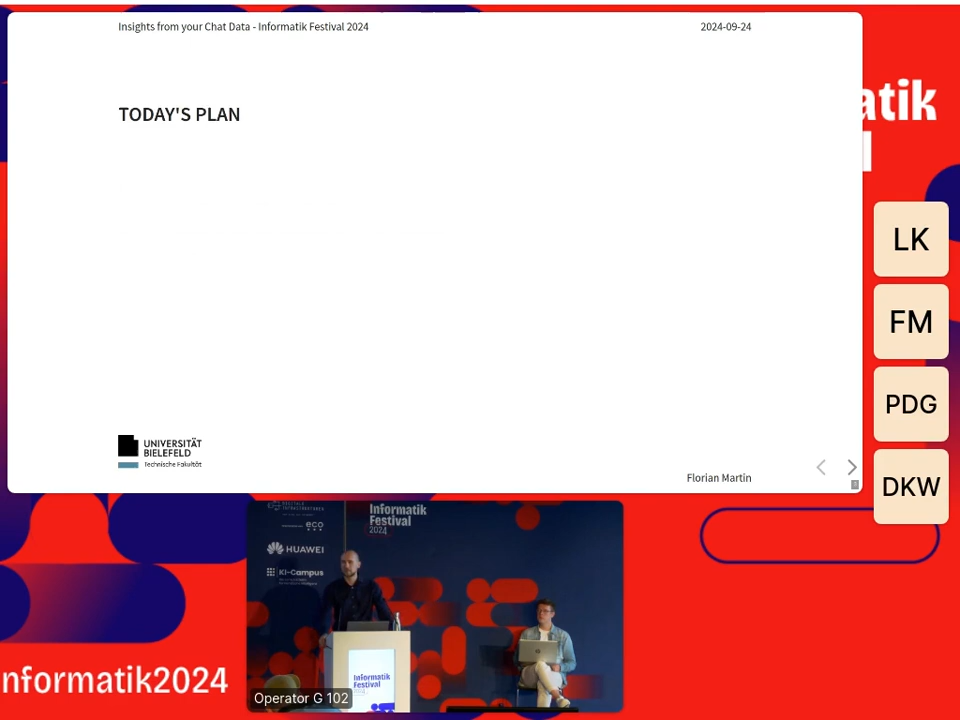 Insights from your Chat Data - Informatik Festival 2024
2024-09-24
TODAY'S PLAN
atik
LK
FM
PDG
DKW
UNIVERSITÄT
BIELEFELD
Technische Fakultät
Florian Martin
eco
HUAWEI
KI-Campus
Informatik
Festival
2024
Informatik
Festival
Operator G 102
nformatik2024